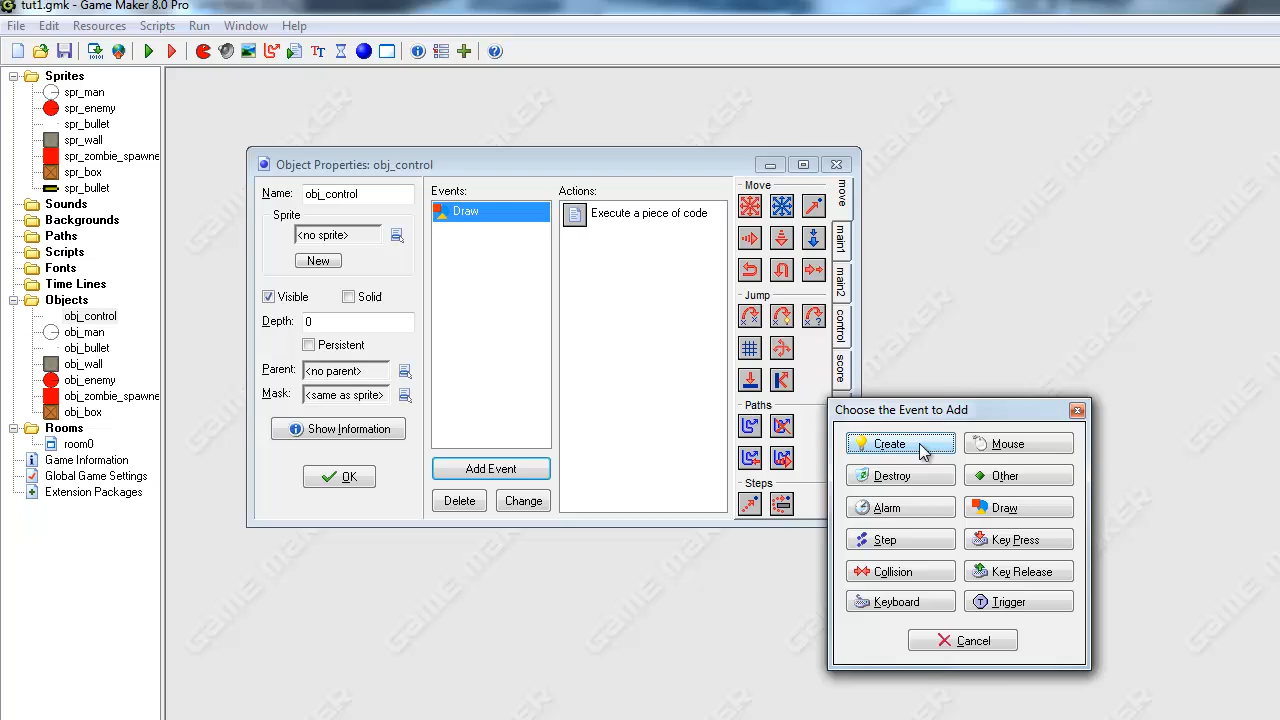 tut1.gmk - Game Maker 8.0 Pro
File Edit Resources Scripts Run Window Help
Sprites
spr_man
spr_enemy
spr_bullet
spr_wall
spr_zombie_spawne
spr_box
spr_bullet
Sounds
Backgrounds
Paths
Scripts
Fonts
Time Lines
Objects
obj_control
obj_man
obj_bullet
obj_wall
obj_enemy
obj_zombie_spawne
obj_box
Rooms
room0
Game Information
Global Game Settings
Extension Packages
Object Properties: obj_control
Name: obj_control
Sprite
<no sprite>
New
Visible Solid
Depth: 0
Persistent
Parent: <no parent>
Mask: <same as sprite>
Show Information
OK
Events:
Draw
Add Event
Delete Change
Actions:
Execute a piece of code
Move
Jump
Paths
Steps
move
main1
main2
control
score
Choose the Event to Add
Create Mouse
Destroy Other
Alarm Draw
Step Key Press
Collision Key Release
Keyboard Trigger
Cancel
GAME MAKER